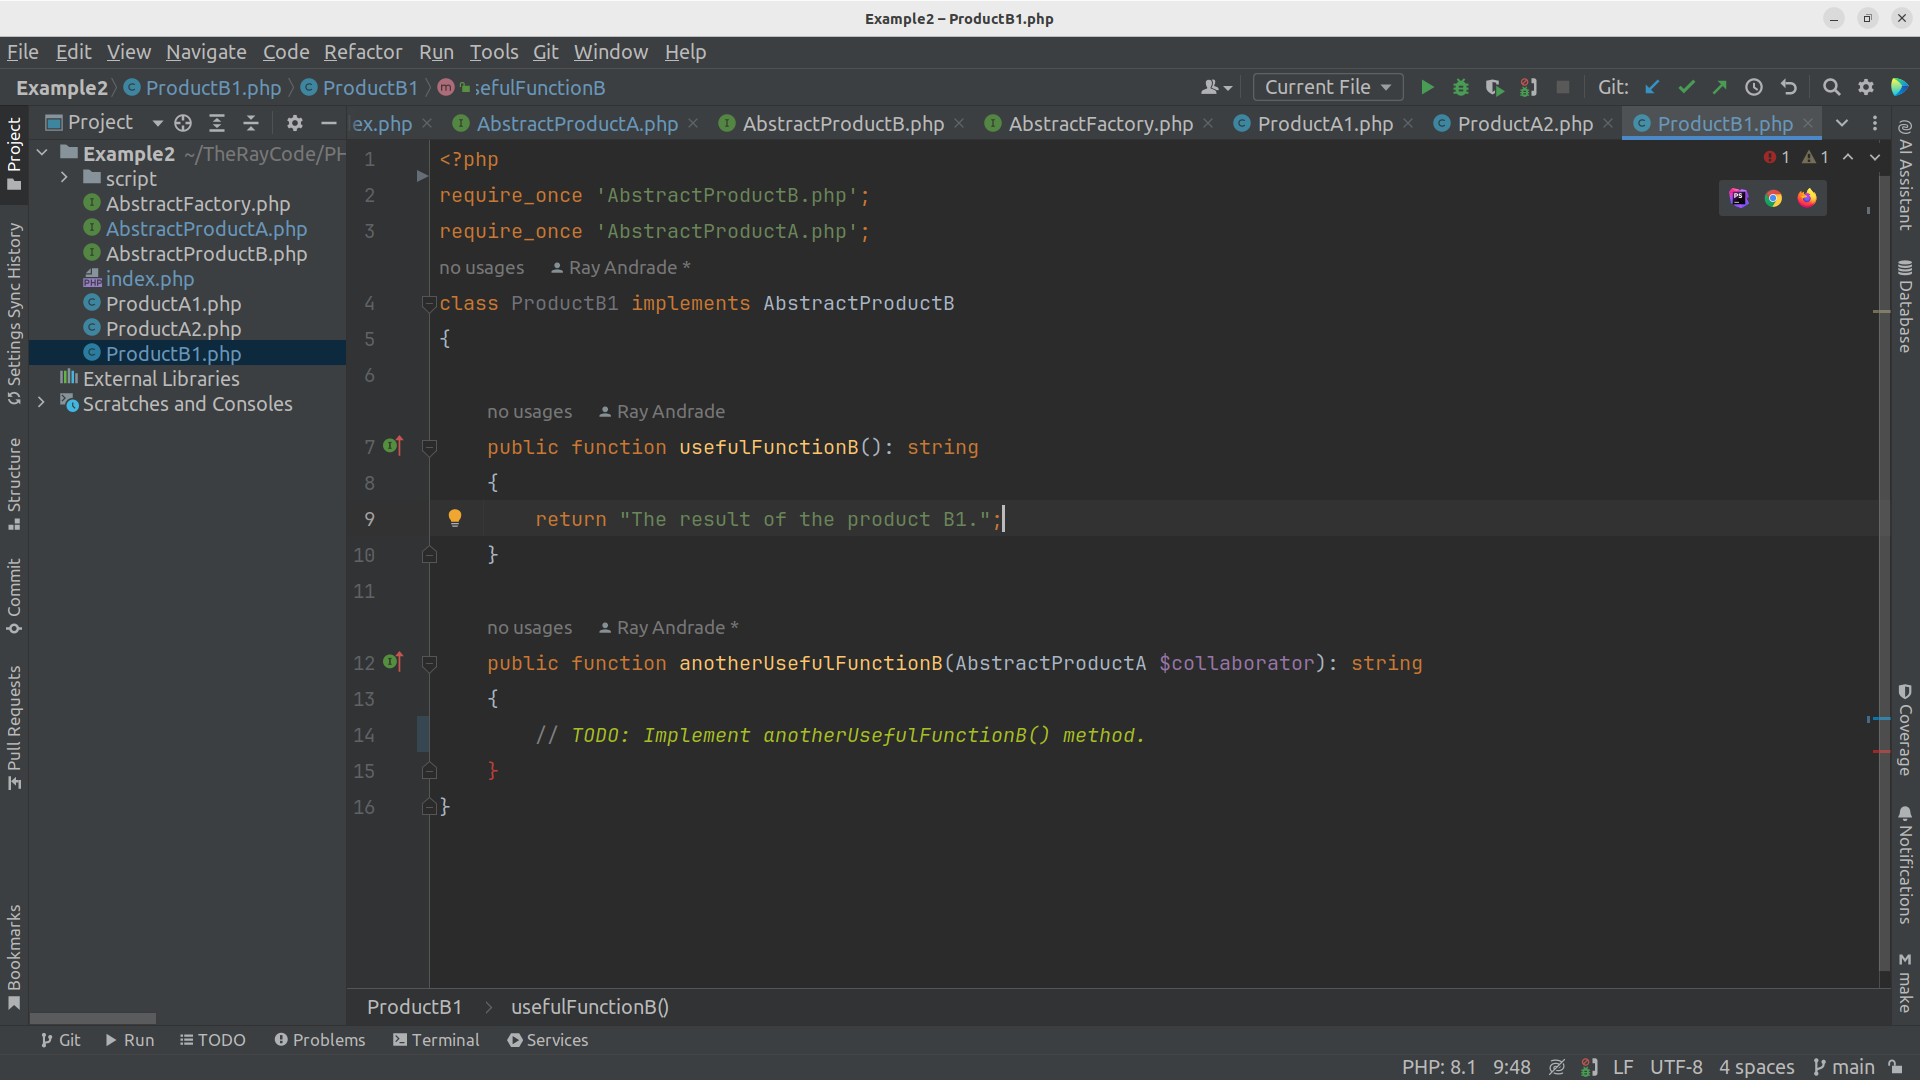 Example2 – ProductB1.php
File Edit View Navigate Code Refactor Run Tools Git Window Help
Example2 ProductB1.php ProductB1 m sefulFunctionB
Current File Git:
Project
ex.php AbstractProductA.php AbstractProductB.php AbstractFactory.php ProductA1.php ProductA2.php ProductB1.php
Example2 ~/TheRayCode/PH
script
AbstractFactory.php
AbstractProductA.php
AbstractProductB.php
index.php
ProductA1.php
ProductA2.php
ProductB1.php
External Libraries
Scratches and Consoles
Project
Settings Sync History
Structure
Commit
Pull Requests
Bookmarks
1 1
1 <?php
2 require_once 'AbstractProductB.php';
3 require_once 'AbstractProductA.php';
no usages Ray Andrade *
4 class ProductB1 implements AbstractProductB
5 {
6
no usages Ray Andrade
7 public function usefulFunctionB(): string
8 {
9 return "The result of the product B1.";
10 }
11
no usages Ray Andrade *
12 public function anotherUsefulFunctionB(AbstractProductA $collaborator): string
13 {
14 // TODO: Implement anotherUsefulFunctionB() method.
15 }
16 }
AI Assistant
Database
Coverage
Notifications
M make
ProductB1 > usefulFunctionB()
Git Run TODO Problems Terminal Services
PHP: 8.1 9:48 LF UTF-8 4 spaces main